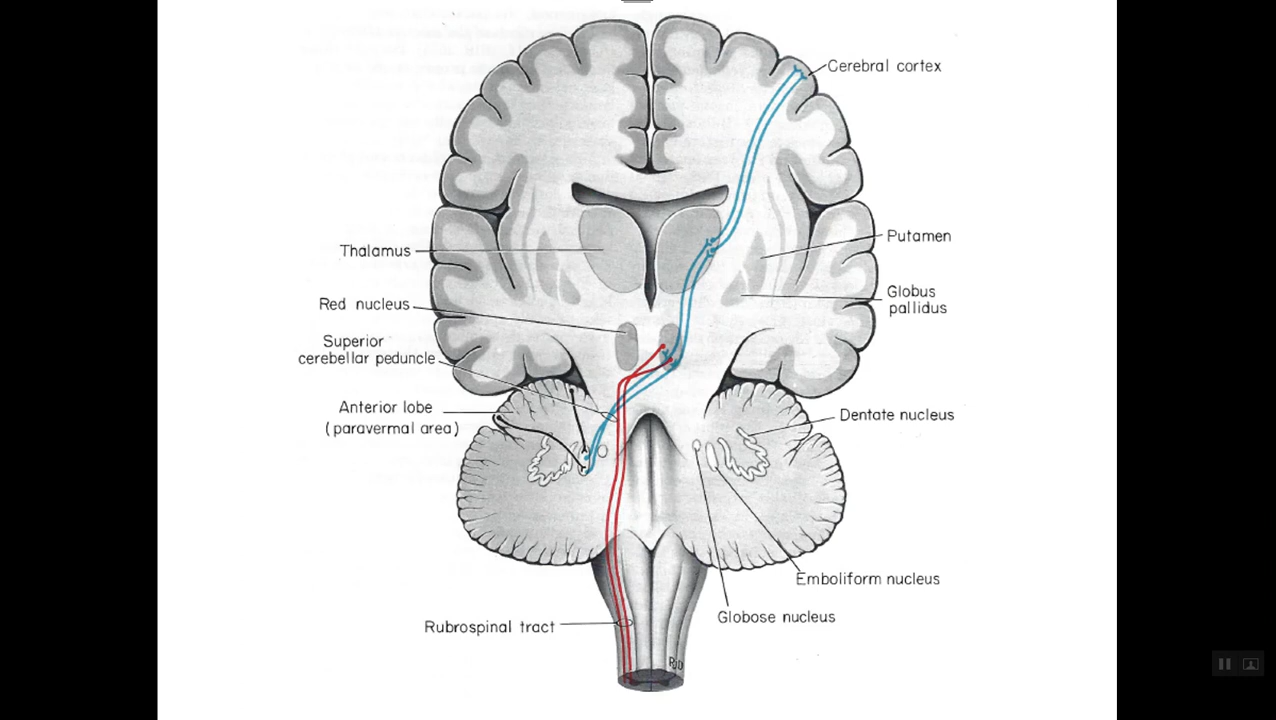 Cerebral cortex
Thalamus
Putamen
Red nucleus
Globus
pallidus
Superior
cerebellar peduncle
Anterior lobe
(paravermal area)
Dentate nucleus
Emboliform nucleus
Globose nucleus
Rubrospinal tract